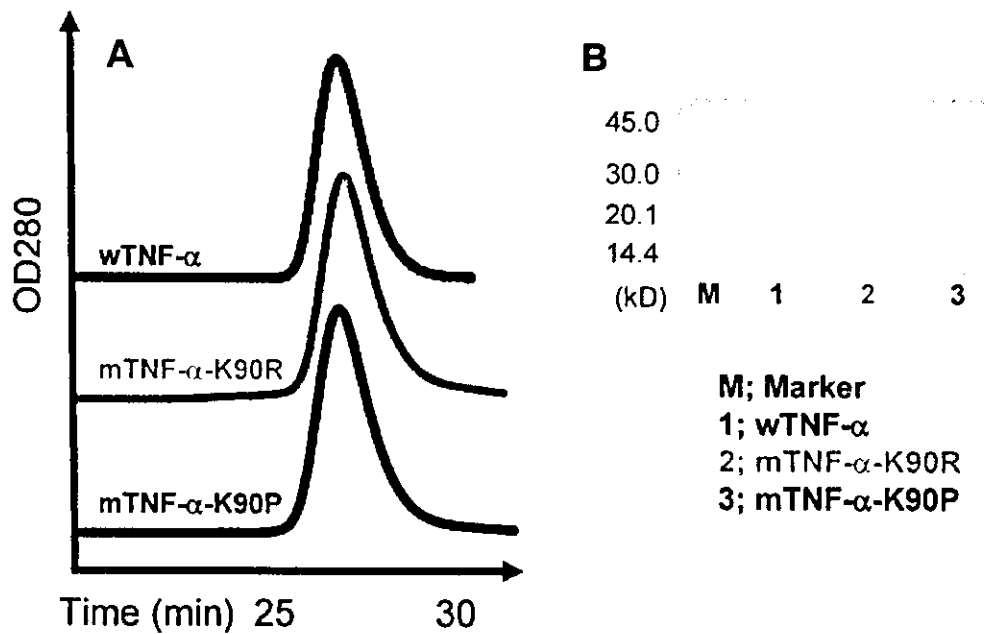 A
OD280
wTNF-α
mTNF-α-K90R
mTNF-α-K90P
Time (min) 25 30
B
45.0
30.0
20.1
14.4
(kD) M 1 2 3
M; Marker
1; wTNF-α
2; mTNF-α-K90R
3; mTNF-α-K90P